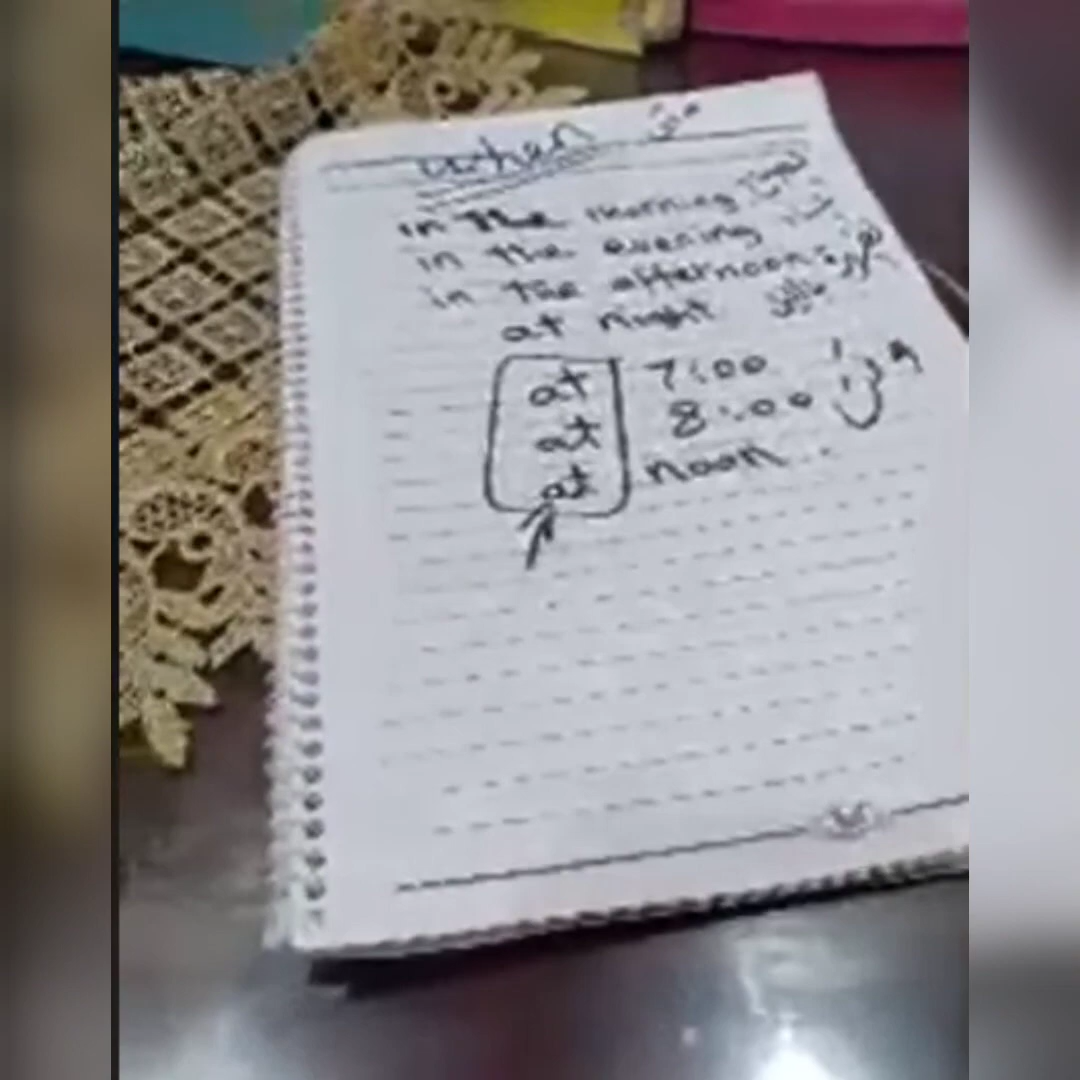 when متى
in the morning
in the evening
in the afternoon
at night
at 7:00
at 8:00
at noon